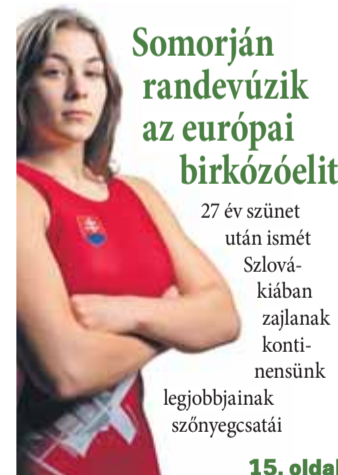 Somorján
randevúzik
az európai
birkózóelit
27 év szünet
után ismét
Szlová-
kiában
zajlanak
konti-
nensünk
legjobbjainak
szőnyegcsatái
15. oldal